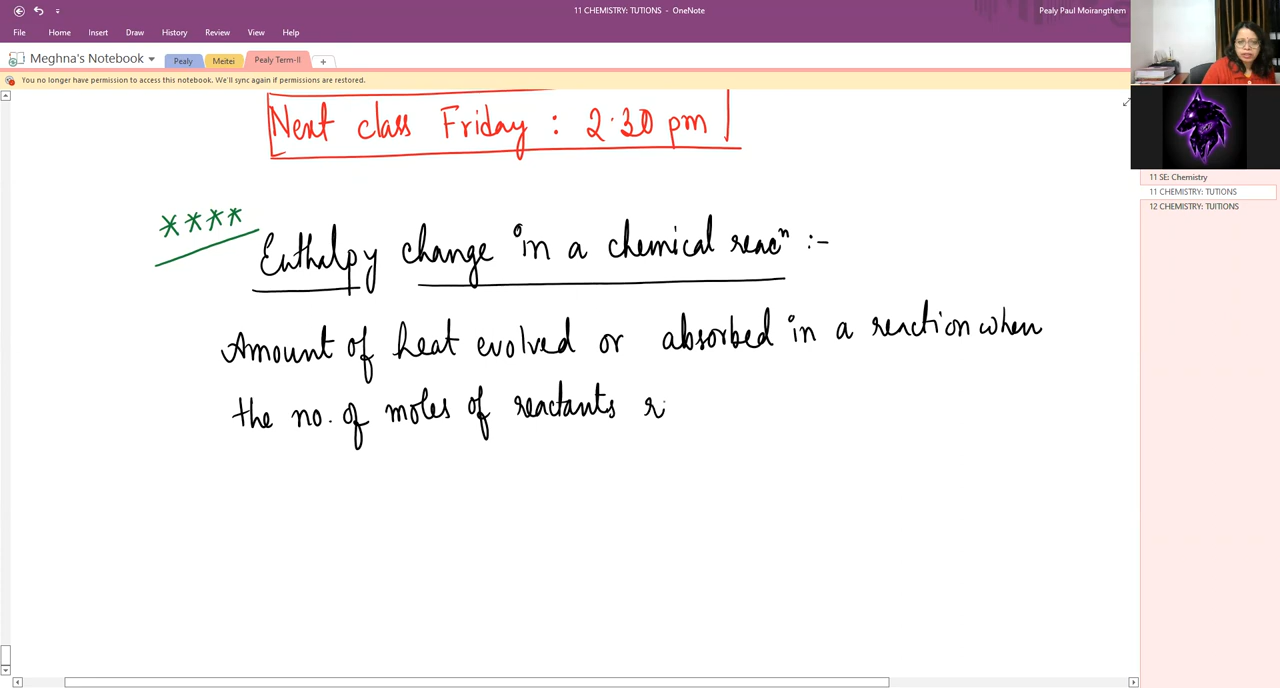 11 CHEMISTRY: TUTIONS - OneNote
Pealy Paul Moirangthem
File Home Insert Draw History Review View Help
Meghna's Notebook Pealy Meitei Pealy Term-II
You no longer have permission to access this notebook. We'll sync again if permissions are restored.
Next class Friday : 2.30 pm
11 SE: Chemistry
11 CHEMISTRY: TUTIONS
12 CHEMISTRY: TUITIONS
****
Enthalpy change in a chemical reacⁿ :-
Amount of heat evolved or absorbed in a reaction when
the no. of moles of reactants r